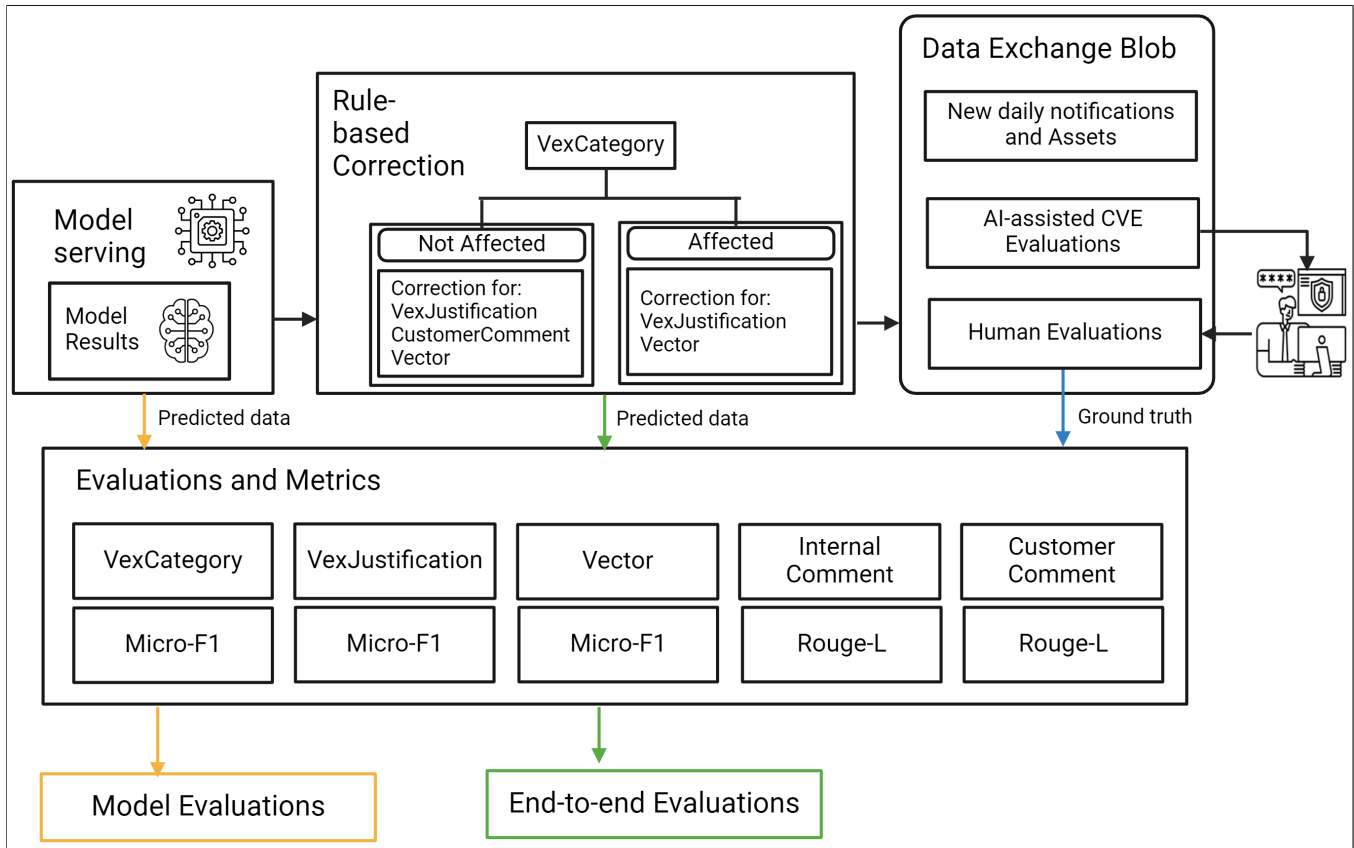 Data Exchange Blob
New daily notifications
and Assets
AI-assisted CVE
Evaluations
Human Evaluations
****
Rule-
based
Correction
VexCategory
Not Affected
Correction for:
VexJustification
CustomerComment
Vector
Affected
Correction for:
VexJustification
Vector
Model
serving
Model
Results
Predicted data
Predicted data
Ground truth
Evaluations and Metrics
VexCategory
VexJustification
Vector
Internal
Comment
Customer
Comment
Micro-F1
Micro-F1
Micro-F1
Rouge-L
Rouge-L
Model Evaluations
End-to-end Evaluations